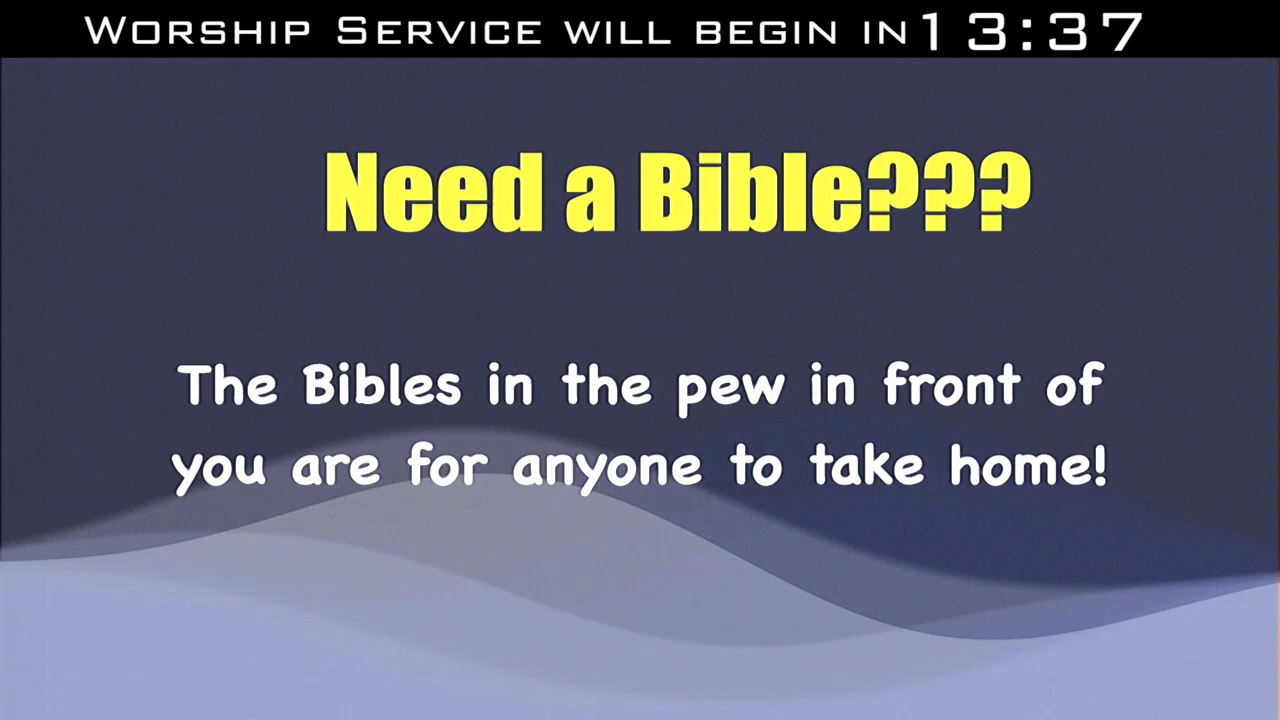 Worship Service will begin in 13:37
Need a Bible???
The Bibles in the pew in front of
you are for anyone to take home!